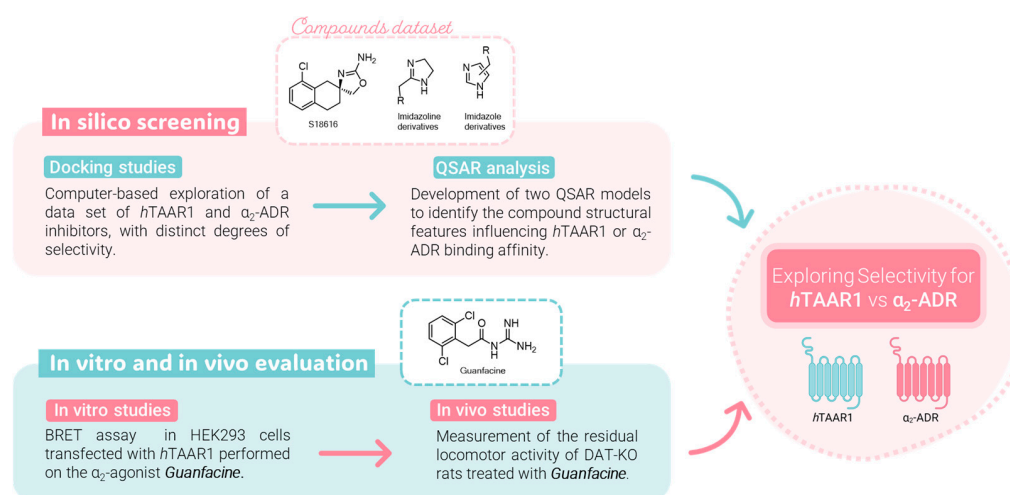 Compounds dataset
Cl
NH₂
N
O
S18616
N
N
H
R
Imidazoline
derivatives
R
N
N
H
Imidazole
derivatives
In silico screening
Docking studies
Computer-based exploration of a
data set of hTAAR1 and α₂-ADR
inhibitors, with distinct degrees of
selectivity.
QSAR analysis
Development of two QSAR models
to identify the compound structural
features influencing hTAAR1 or α₂-
ADR binding affinity.
Exploring Selectivity for
hTAAR1 vs α₂-ADR
hTAAR1
α₂-ADR
Cl
O
NH
Cl
N
H
NH₂
Guanfacine
In vitro and in vivo evaluation
In vitro studies
BRET assay in HEK293 cells
transfected with hTAAR1 performed
on the α₂-agonist Guanfacine.
In vivo studies
Measurement of the residual
locomotor activity of DAT-KO
rats treated with Guanfacine.